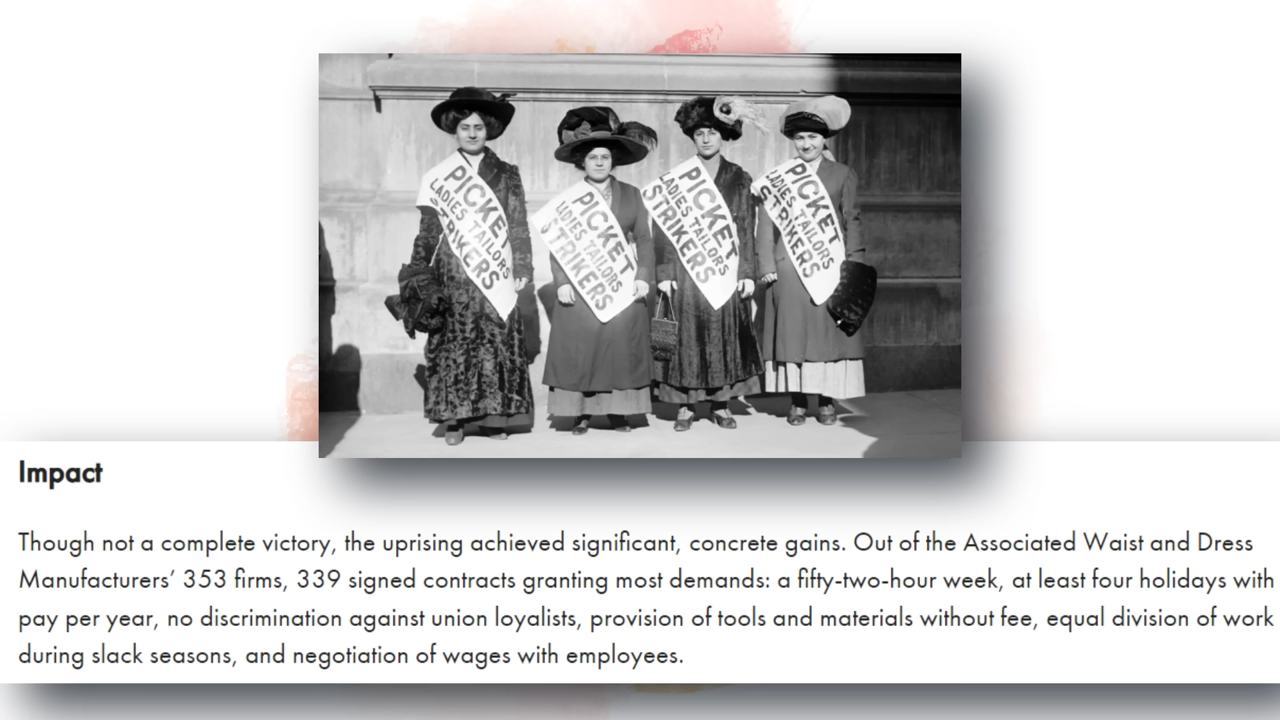 PICKET
LADIES TAILORS
STRIKERS
PICKET
LADIES TAILORS
STRIKERS
PICKET
LADIES TAILORS
STRIKERS
PICKET
LADIES TAILORS
STRIKERS
Impact
Though not a complete victory, the uprising achieved significant, concrete gains. Out of the Associated Waist and Dress
Manufacturers’ 353 firms, 339 signed contracts granting most demands: a fifty-two-hour week, at least four holidays with
pay per year, no discrimination against union loyalists, provision of tools and materials without fee, equal division of work
during slack seasons, and negotiation of wages with employees.